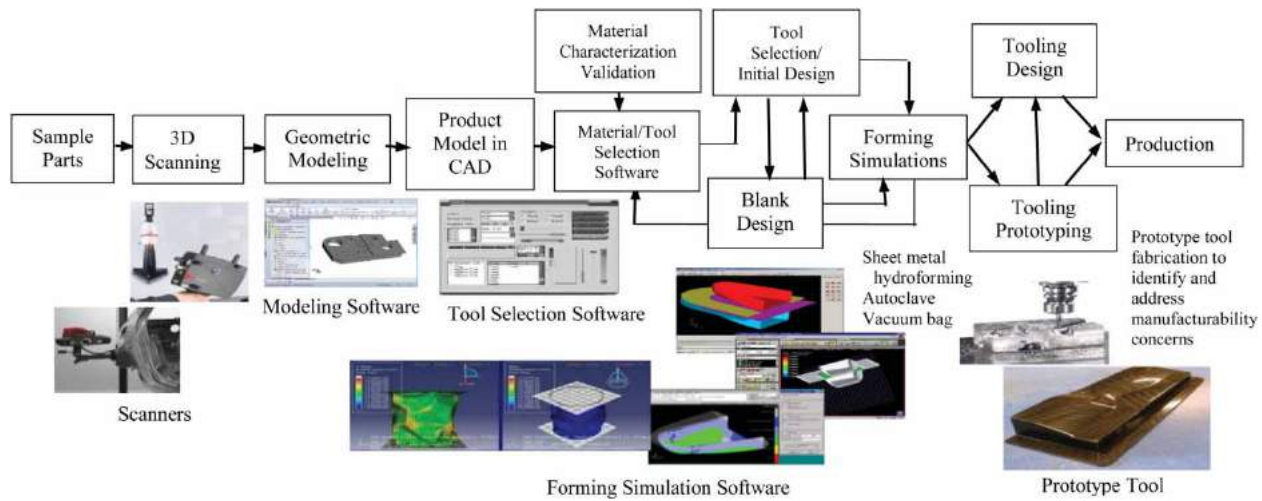 Material
Characterization
Validation
Tool
Selection/
Initial Design
Tooling
Design
Sample
Parts
3D
Scanning
Geometric
Modeling
Product
Model in
CAD
Material/Tool
Selection
Software
Forming
Simulations
Production
Blank
Design
Tooling
Prototyping
Sheet metal
hydroforming
Autoclave
Vacuum bag
Prototype tool
fabrication to
identify and
address
manufacturability
concerns
Modeling Software
Tool Selection Software
Scanners
Forming Simulation Software
Prototype Tool